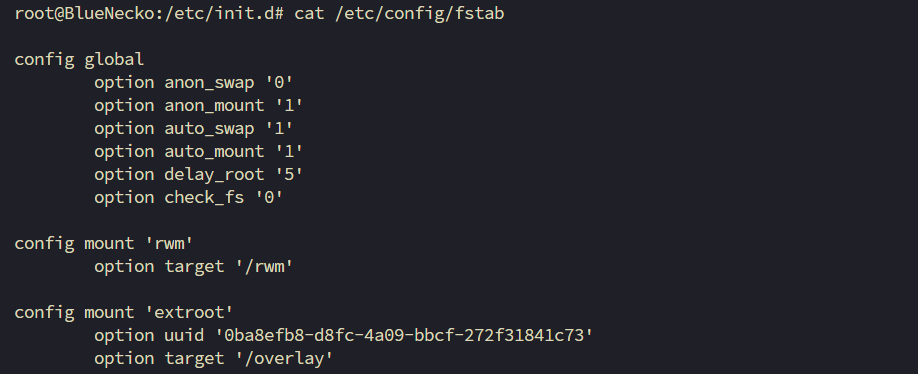 root@BlueNecko:/etc/init.d# cat /etc/config/fstab
config global
option anon_swap '0'
option anon_mount '1'
option auto_swap '1'
option auto_mount '1'
option delay_root '5'
option check_fs '0'
config mount 'rwm'
option target '/rwm'
config mount 'extroot'
option uuid '0ba8efb8-d8fc-4a09-bbcf-272f31841c73'
option target '/overlay'